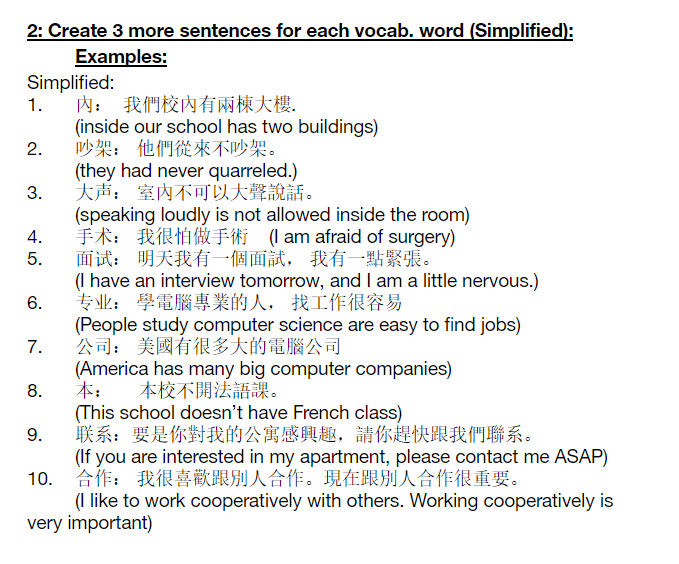 2: Create 3 more sentences for each vocab. word (Simplified):
Examples:
Simplified:
1. 內： 我們校內有兩棟大樓.
(inside our school has two buildings)
2. 吵架： 他們從來不吵架。
(they had never quarreled.)
3. 大声： 室內不可以大聲說話。
(speaking loudly is not allowed inside the room)
4. 手术： 我很怕做手術 (I am afraid of surgery)
5. 面试： 明天我有一個面試， 我有一點緊張。
(I have an interview tomorrow, and I am a little nervous.)
6. 专业： 學電腦專業的人， 找工作很容易
(People study computer science are easy to find jobs)
7. 公司： 美國有很多大的電腦公司
(America has many big computer companies)
8. 本： 本校不開法語課。
(This school doesn't have French class)
9. 联系：要是你對我的公寓感興趣，請你趕快跟我們聯系。
(If you are interested in my apartment, please contact me ASAP)
10. 合作： 我很喜歡跟別人合作。現在跟別人合作很重要。
(I like to work cooperatively with others. Working cooperatively is
very important)